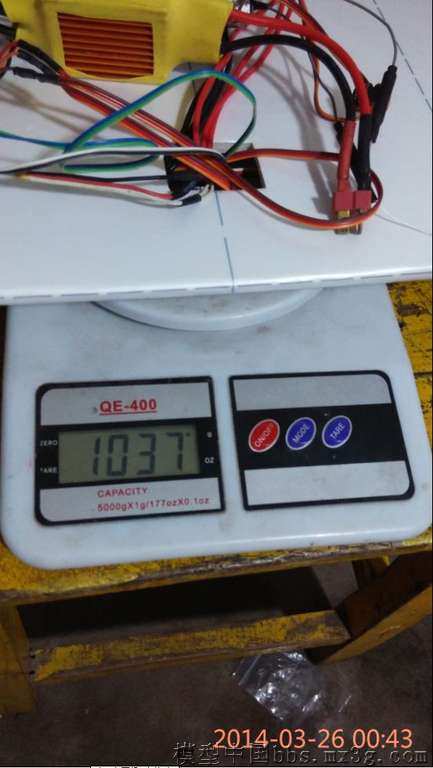 QE-400
ZERO
TARE
1037
g
OZ
CAPACITY:
5000gX1g/177ozX0.1oz
ON/OFF
MODE
TARE
2014-03-26 00:43
模型中国bbs.mx3g.com